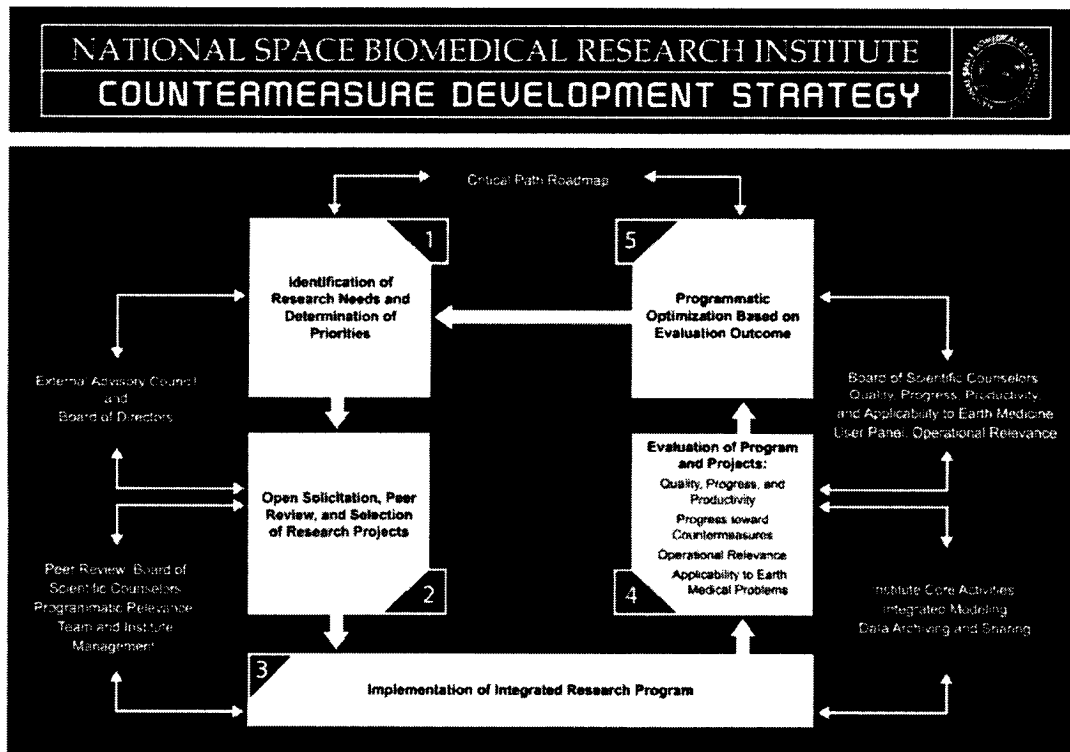 NATIONAL SPACE BIOMEDICAL RESEARCH INSTITUTE
COUNTERMEASURE DEVELOPMENT STRATEGY
Critical Path Roadmap
1
Identification of
Research Needs and
Determination of
Priorities
5
Programmatic
Optimization Based on
Evaluation Outcome
External Advisory Council
and
Board of Directors
Board of Scientific Counselors
Quality, Progress, Productivity,
and Applicability to Earth Medicine
User Panel, Operational Relevance
Open Solicitation, Peer
Review, and Selection
of Research Projects
2
Evaluation of Program
and Projects:
Quality, Progress, and
Productivity
Progress toward
Countermeasures
Operational Relevance
Applicability to Earth
Medical Problems
4
Peer Review, Board of
Scientific Counselors
Programmatic Relevance
Team and Institute
Management
Institute Core Activities
Integrated Modeling
Data Archiving and Sharing
3
Implementation of Integrated Research Program